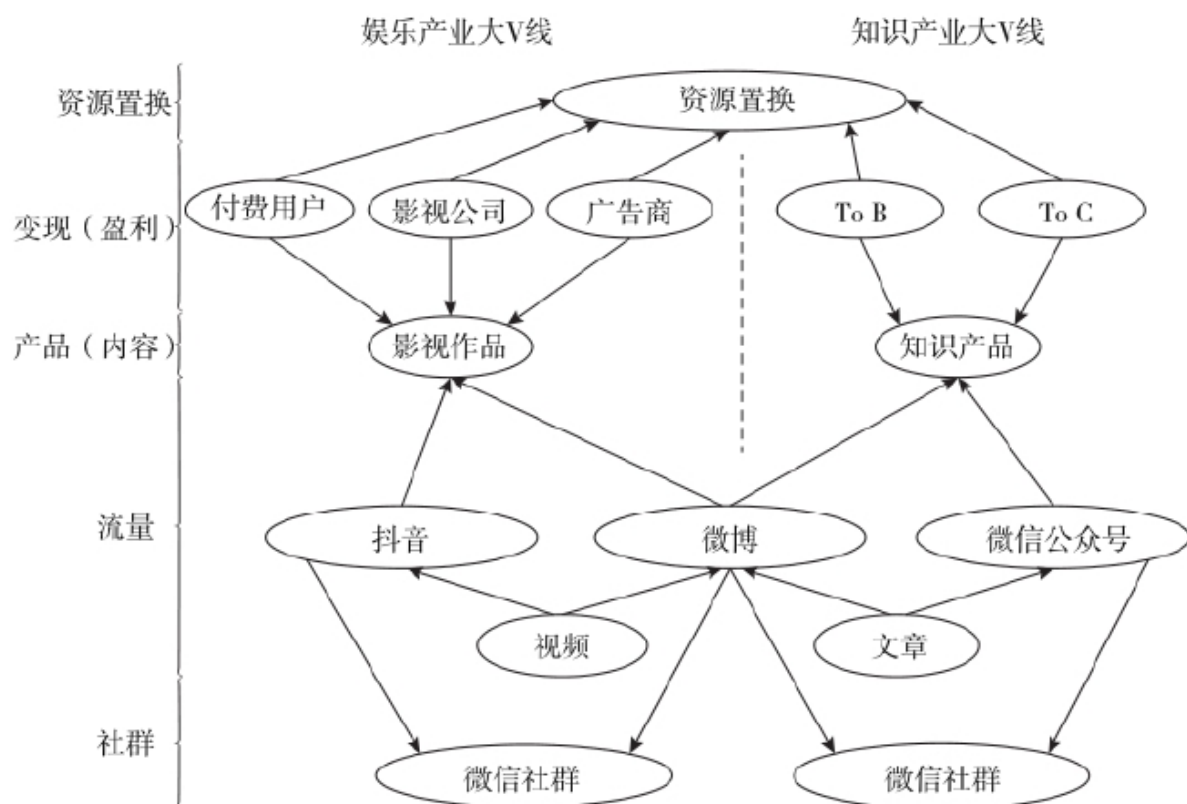 娱乐产业大V线
知识产业大V线
资源置换
资源置换
付费用户
影视公司
广告商
To B
To C
变现（盈利）
产品（内容）
影视作品
知识产品
流量
抖音
微博
微信公众号
视频
文章
社群
微信社群
微信社群